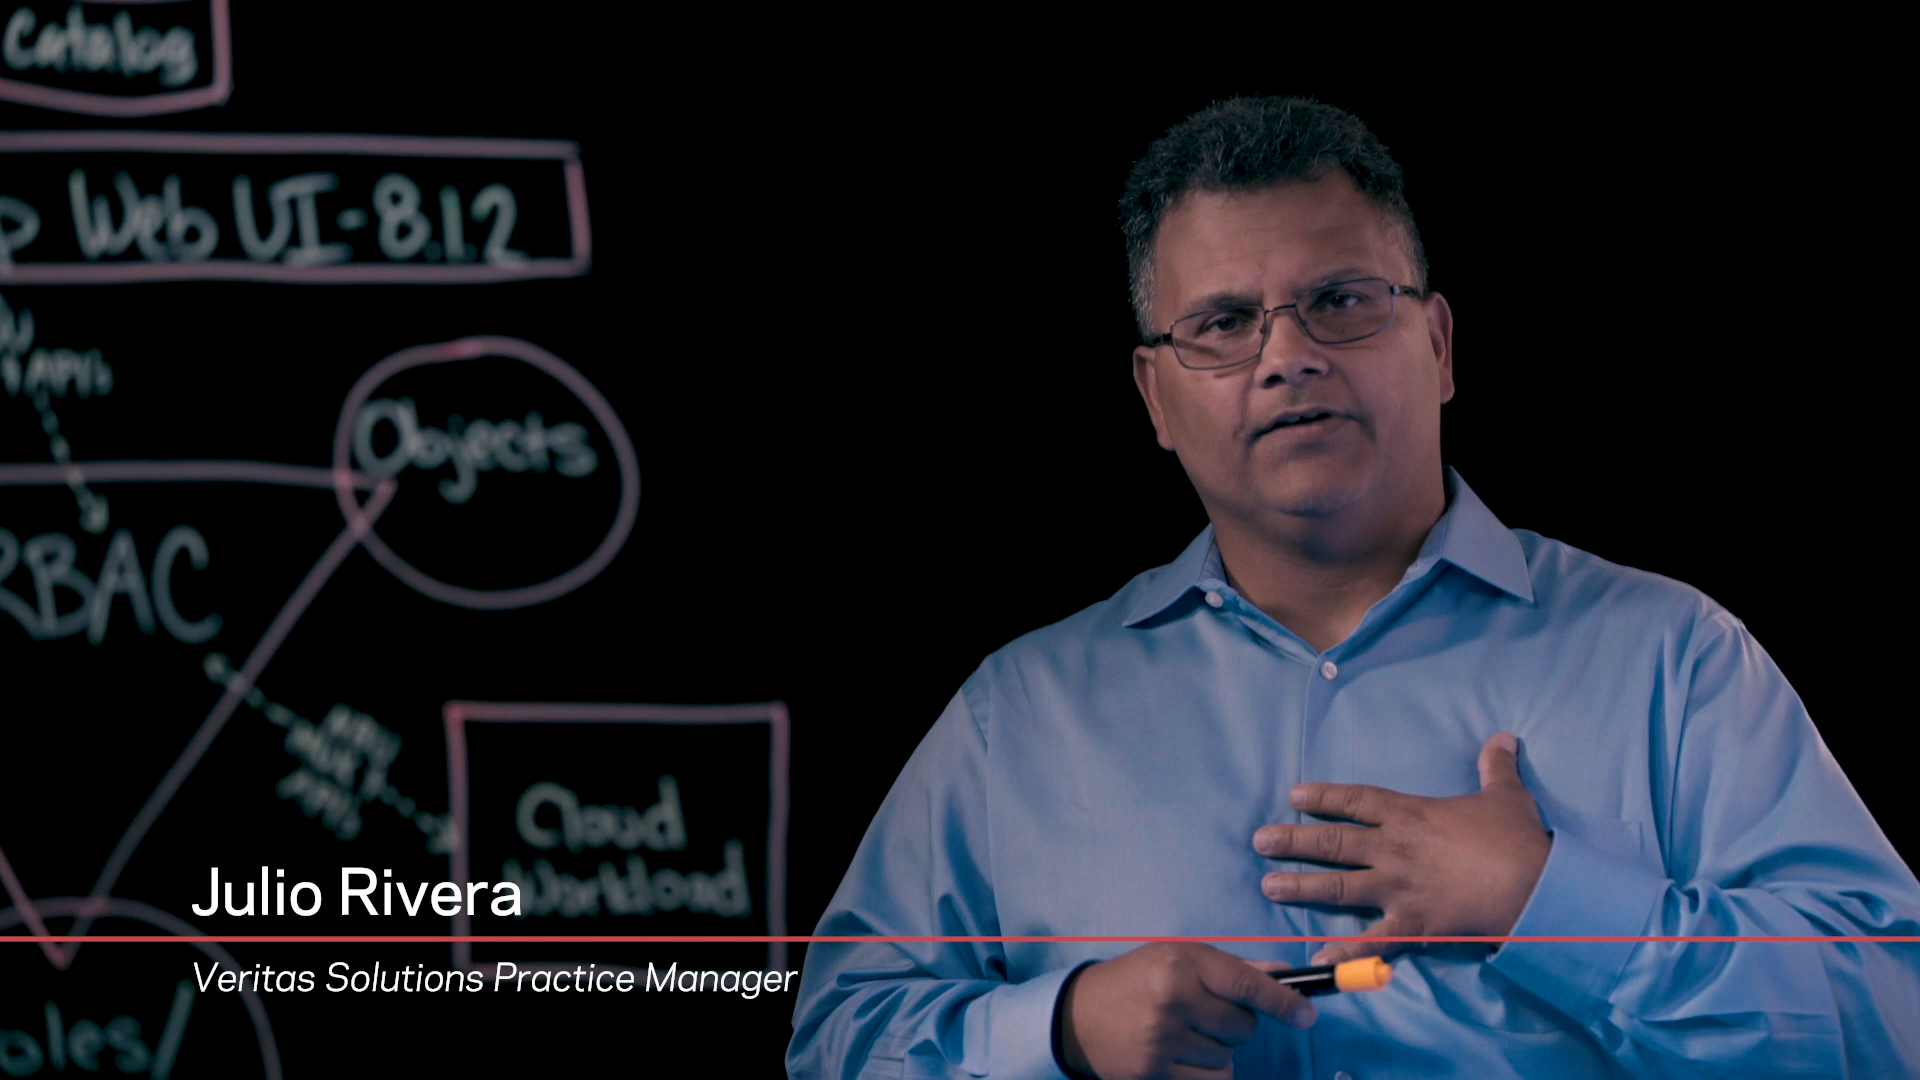 Catalog
Web UI-8.1.2
APIs
Objects
RBAC
APIs
Cloud
Workload
Julio Rivera
Veritas Solutions Practice Manager
oles/